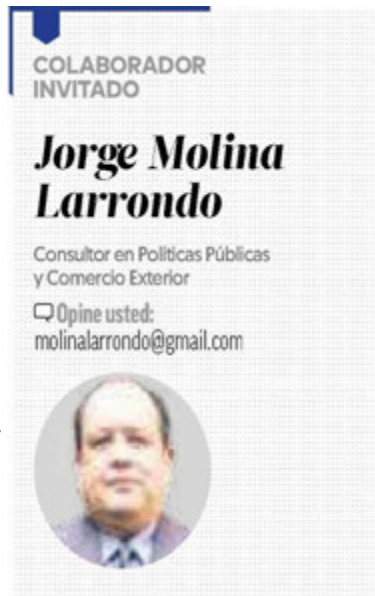 COLABORADOR
INVITADO
Jorge Molina
Larrondo
Consultor en Políticas Públicas
y Comercio Exterior
Opine usted:
molinalarrondo@gmail.com